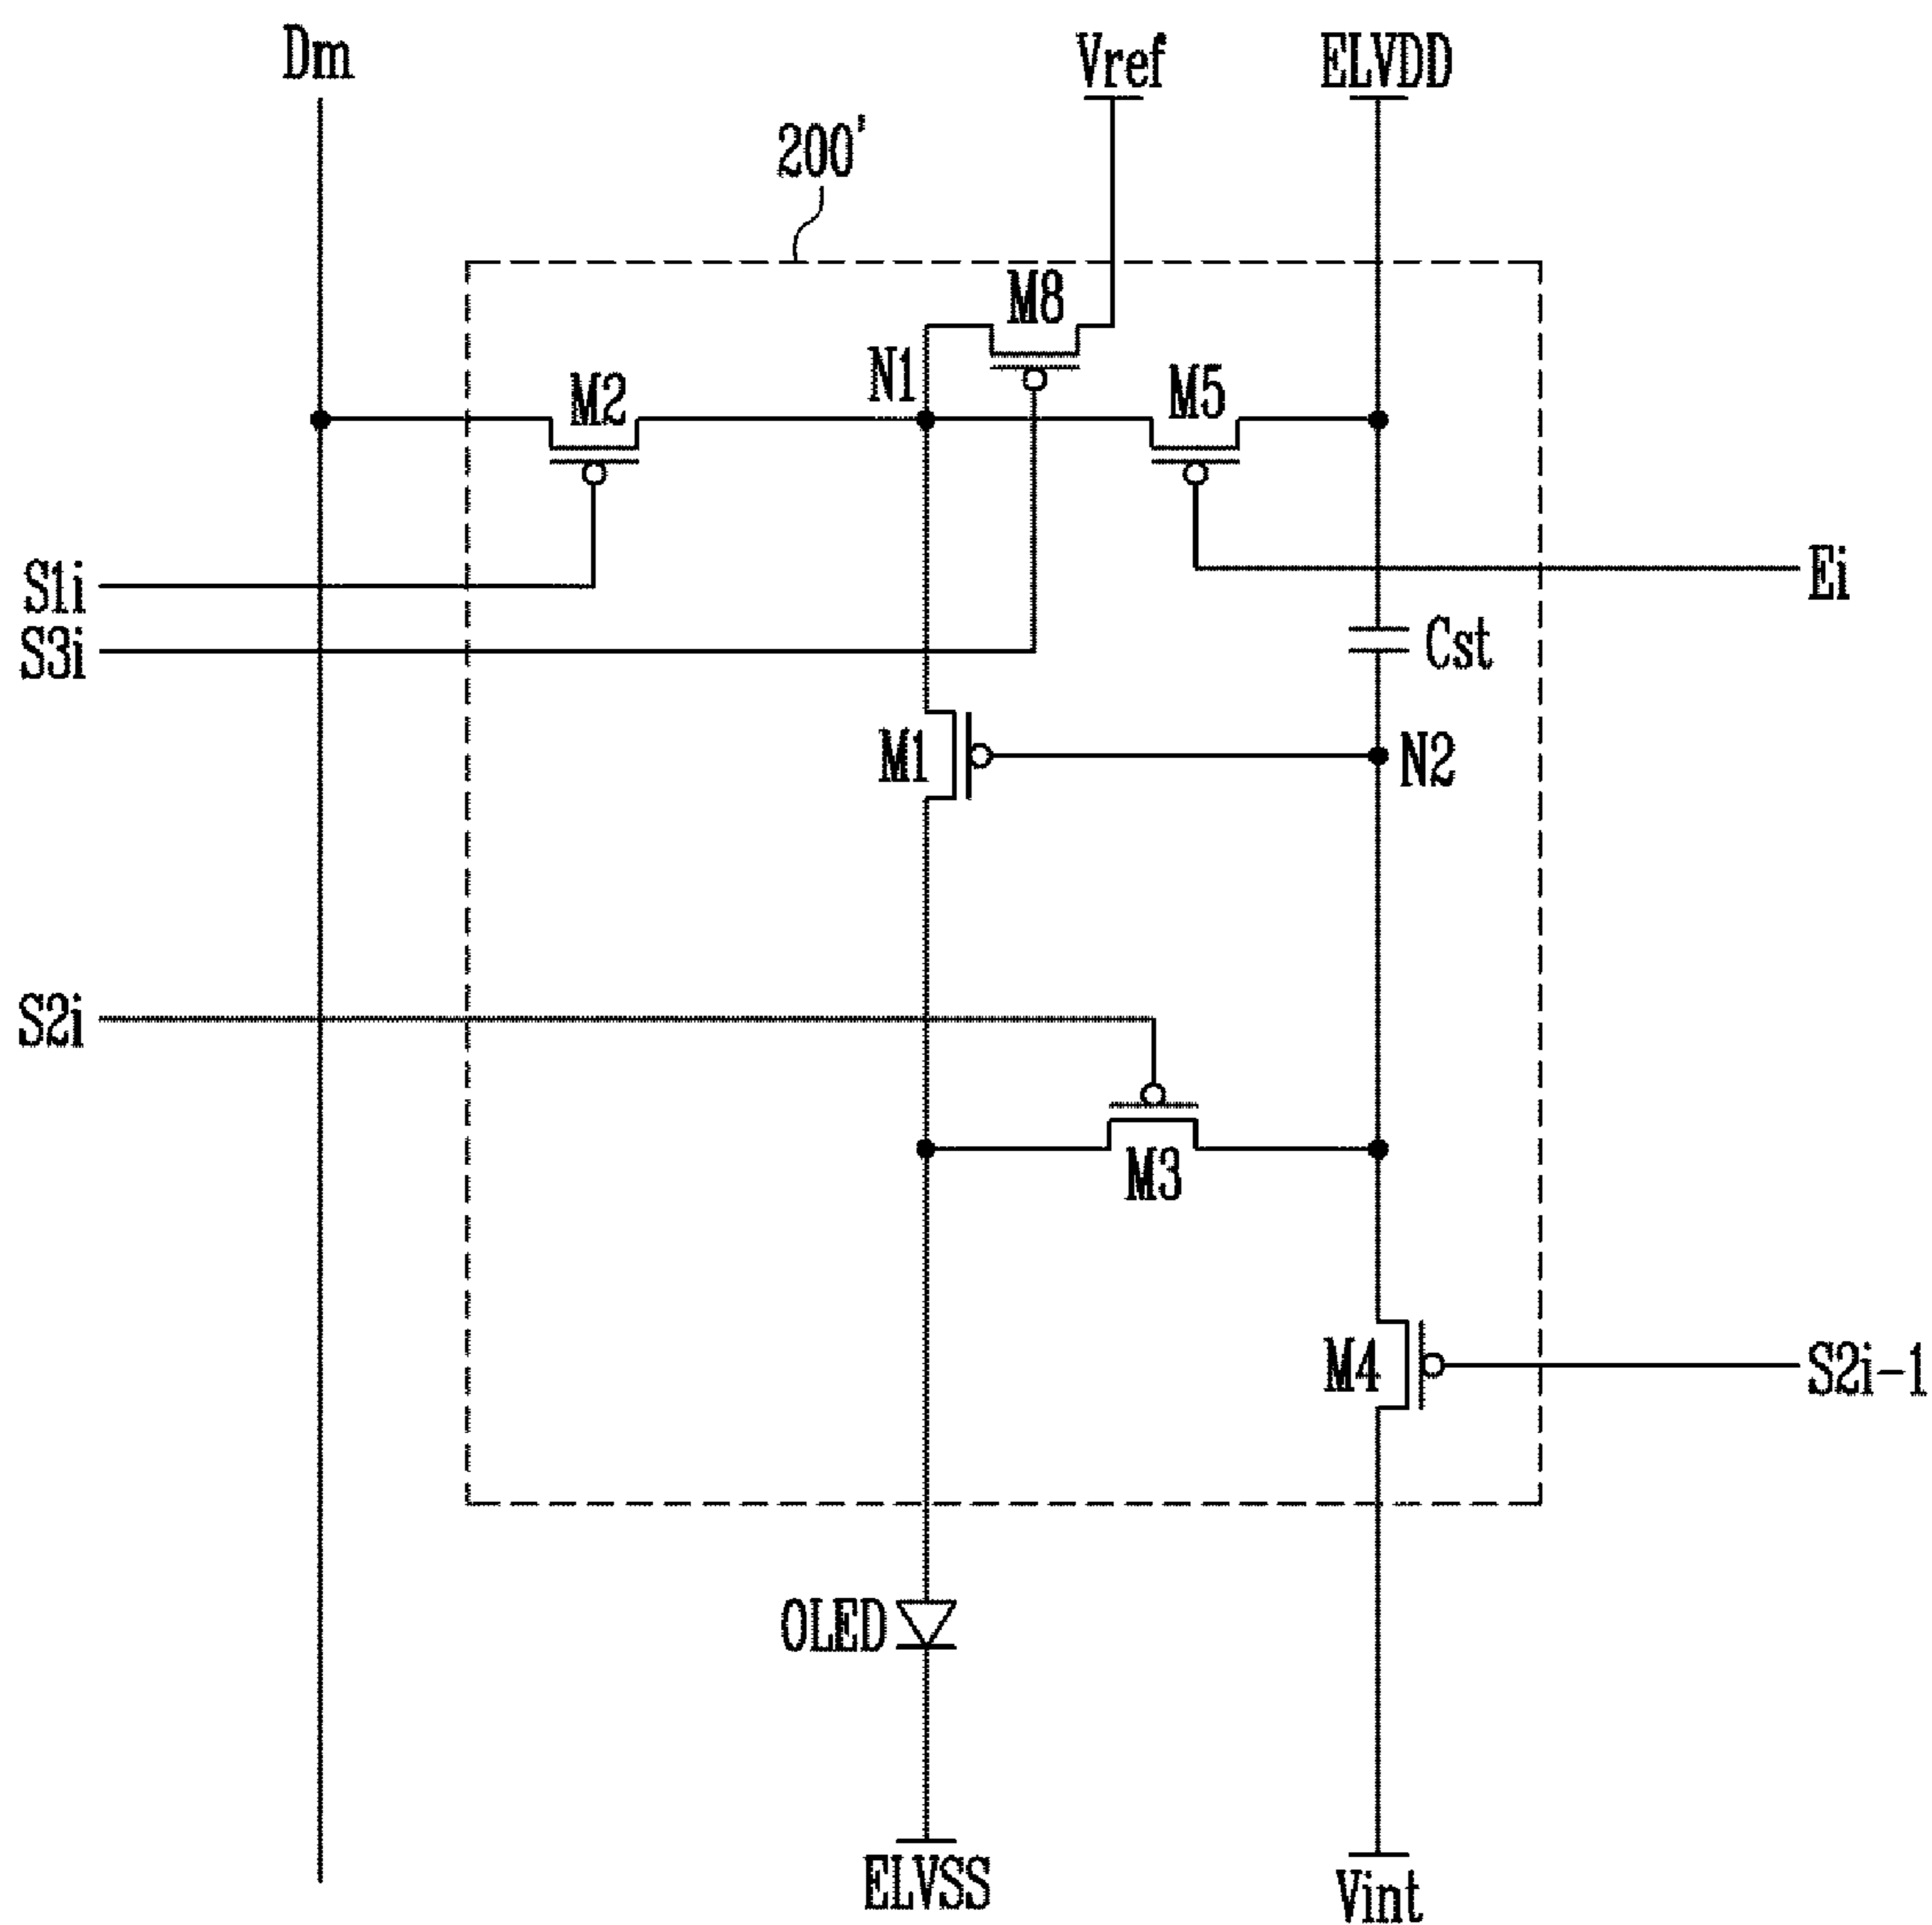 Dm
Vref
ELVDD
200'
M8
N1
M2
M5
S1i
Ei
S3i
Cst
M1
N2
S2i
M3
M4
S2i-1
OLED
ELVSS
Vint